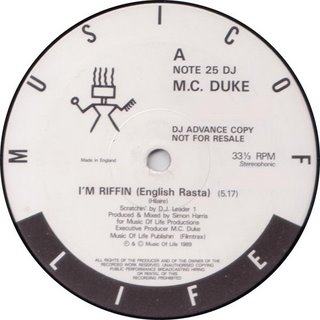 MUSIC OF
LIFE
A
NOTE 25 DJ
M.C. DUKE
DJ ADVANCE COPY
NOT FOR RESALE
Made in England
33⅓ RPM
Stereophonic
I'M RIFFIN (English Rasta) (5.17)
(Hilaire)
Scratchin' by D.J. Leader 1
Produced & Mixed by Simon Harris
for Music Of Life Productions
Executive Producer M.C. Duke
Music Of Life Publishin (Filmtrax)
℗ & © Music Of Life 1989
ALL RIGHTS OF THE PRODUCER AND OF THE OWNER OF THE
RECORDED WORK RESERVED UNAUTHORISED COPYING
PUBLIC PERFORMANCE BROADCASTING HIRING
OR RENTAL OF THIS
RECORDING PROHIBITED